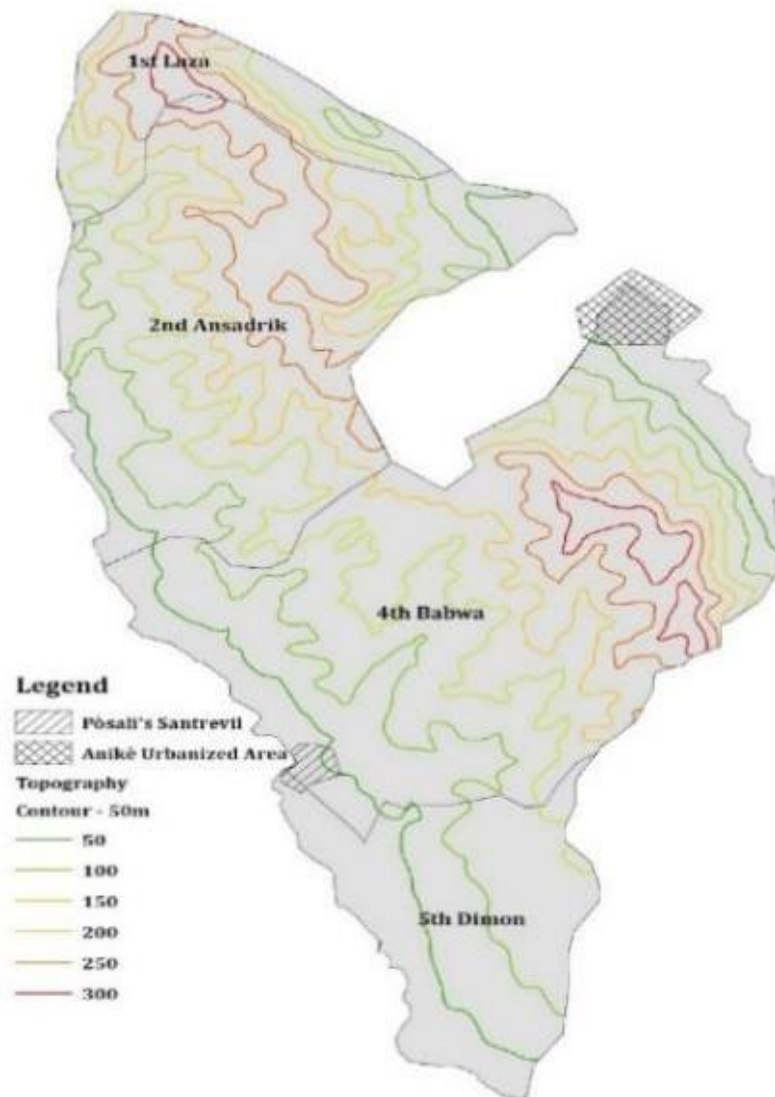 1st Laza
2nd Ansadrik
4th Babwa
Legend
Pòsali's Santrevil
Anikè Urbanized Area
Topography
Contour - 50m
50
100
150
200
250
300
5th Dimon